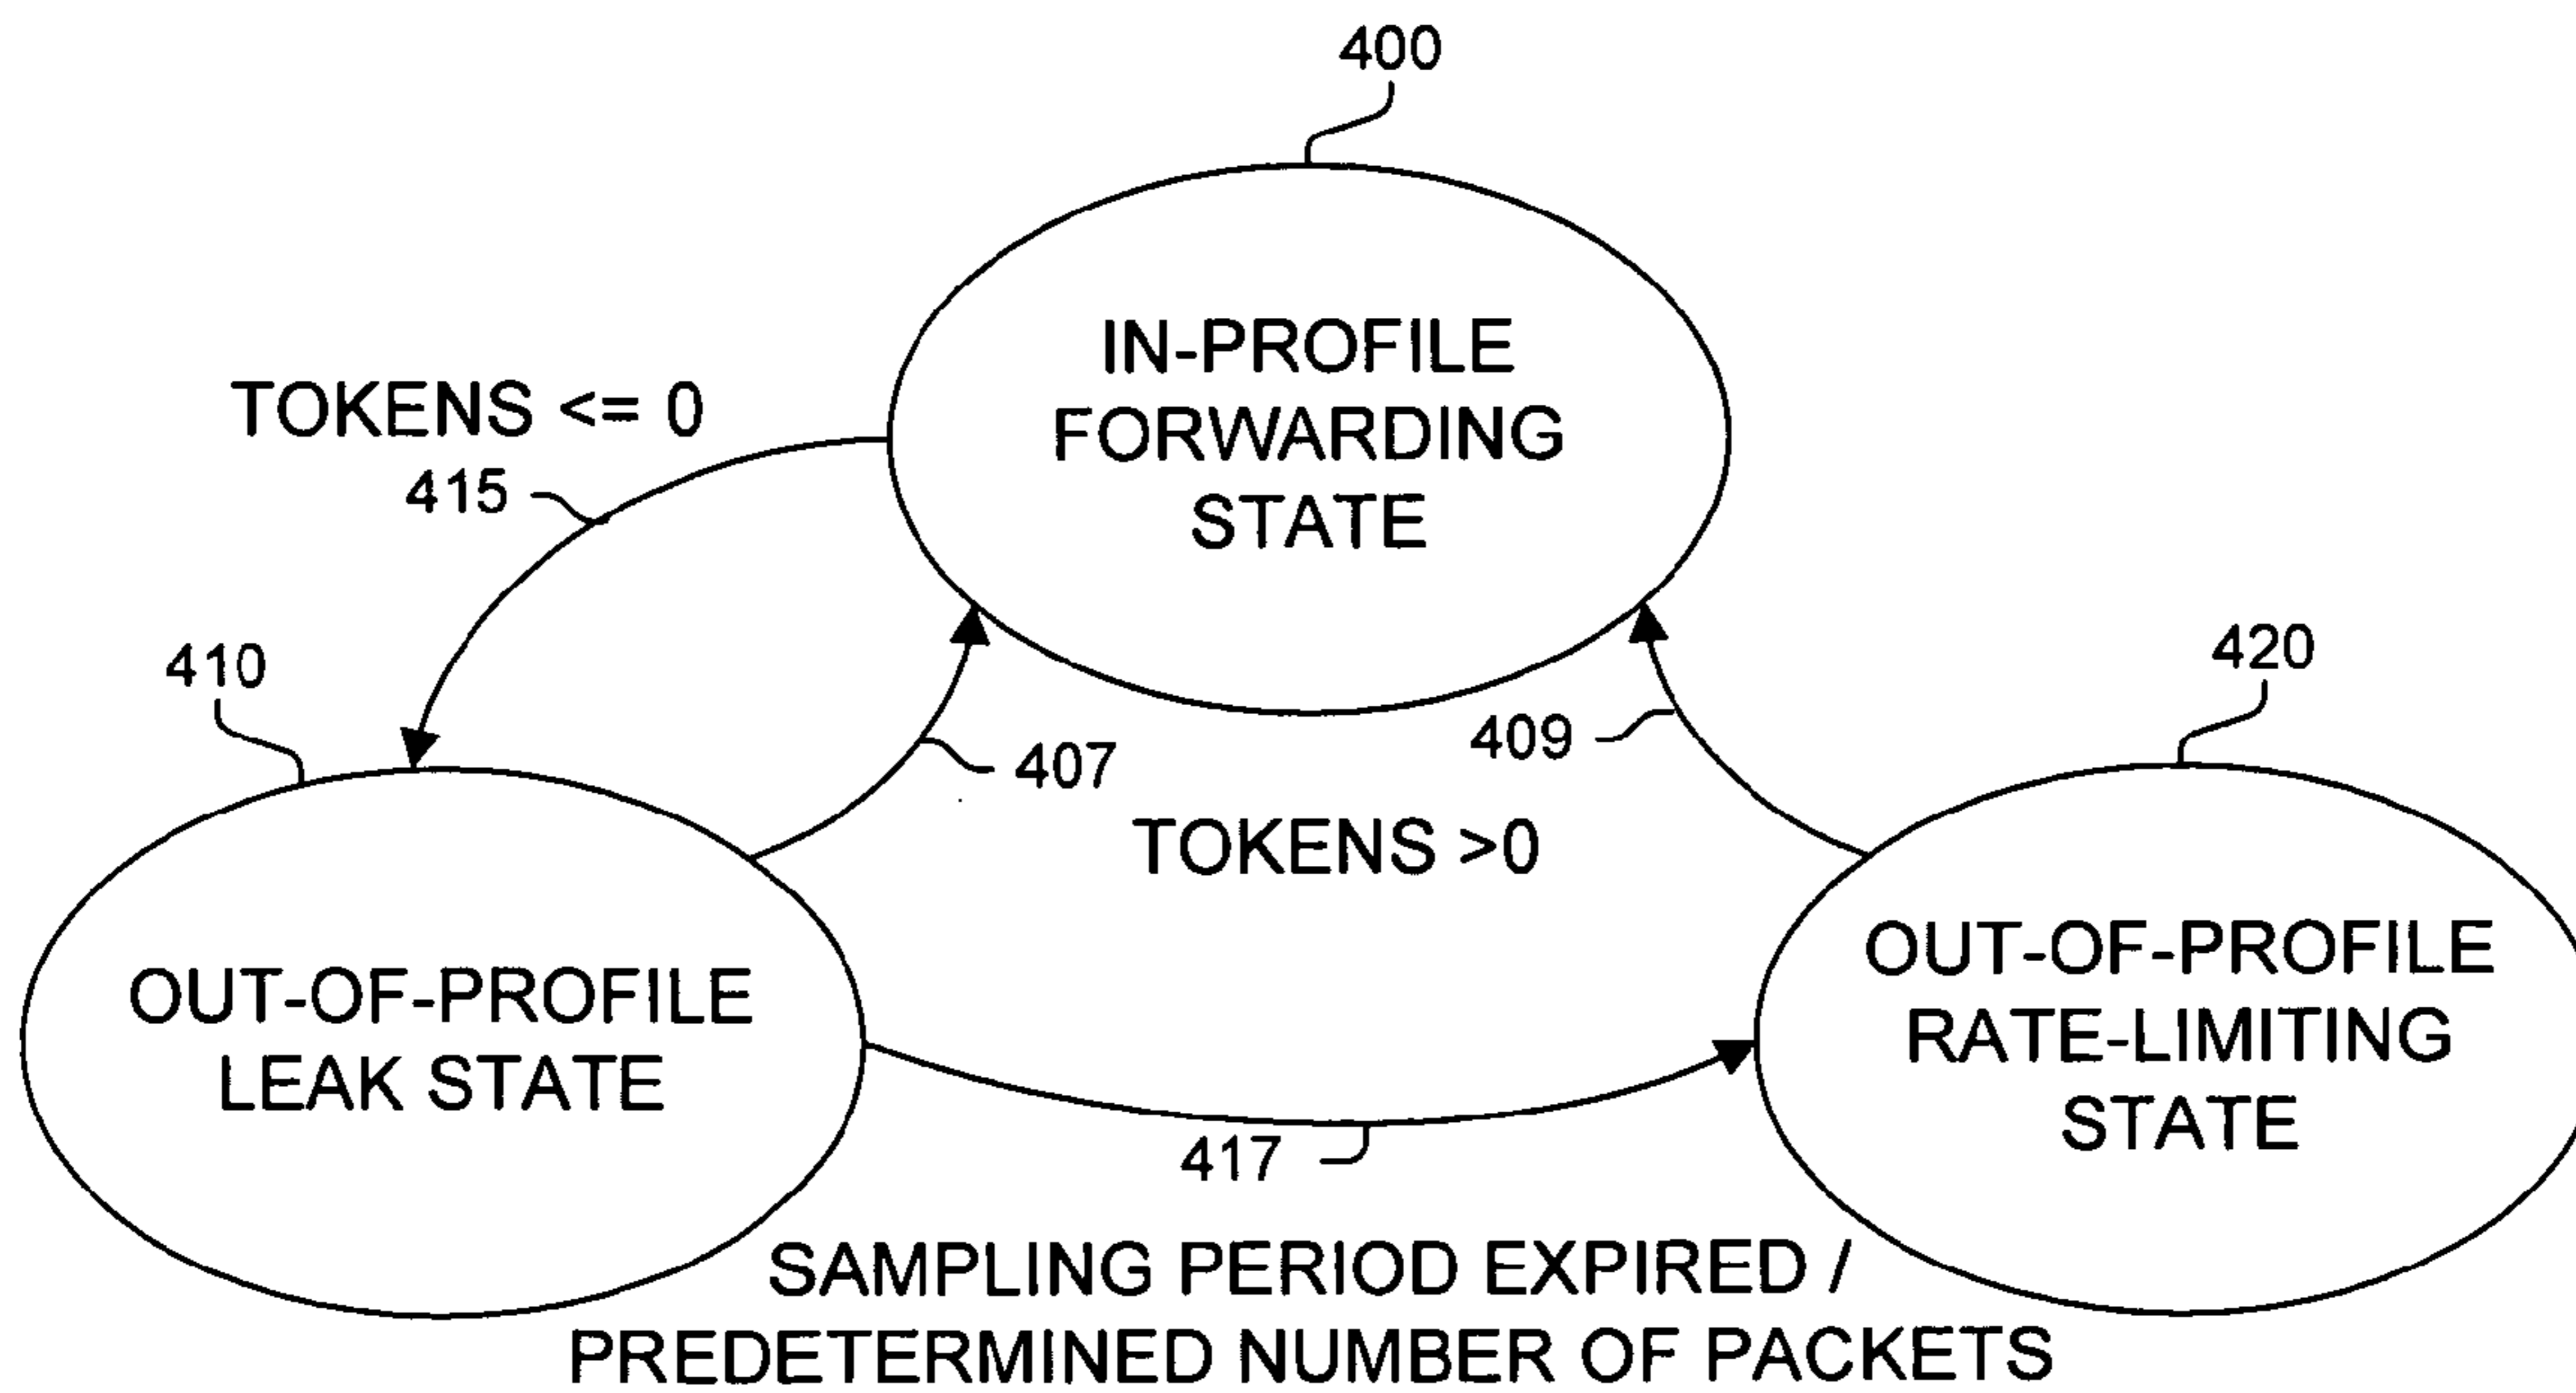 400
IN-PROFILE
FORWARDING
STATE
TOKENS <= 0
415
410
407
409
420
TOKENS >0
OUT-OF-PROFILE
LEAK STATE
OUT-OF-PROFILE
RATE-LIMITING
STATE
417
SAMPLING PERIOD EXPIRED /
PREDETERMINED NUMBER OF PACKETS